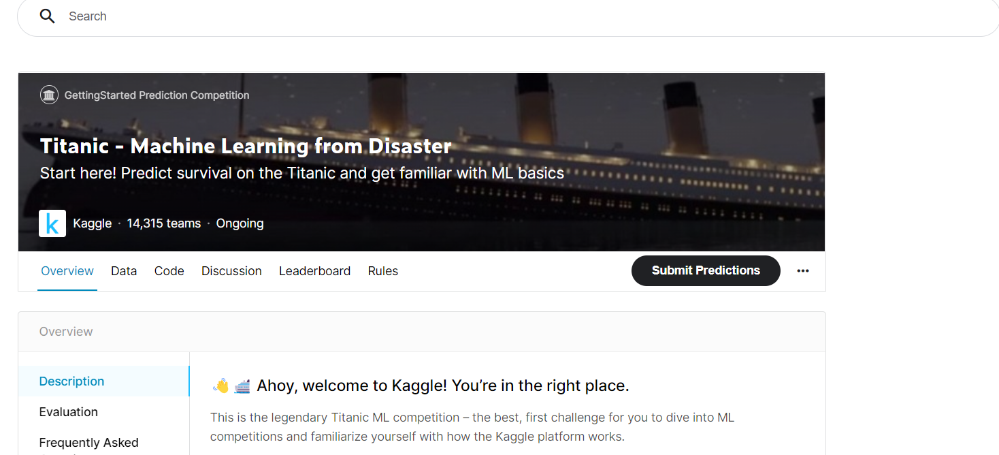 Search
GettingStarted Prediction Competition
Titanic - Machine Learning from Disaster
Start here! Predict survival on the Titanic and get familiar with ML basics
k Kaggle · 14,315 teams · Ongoing
Overview Data Code Discussion Leaderboard Rules Submit Predictions
Overview
Description
Evaluation
Frequently Asked
👋🛳️ Ahoy, welcome to Kaggle! You’re in the right place.
This is the legendary Titanic ML competition – the best, first challenge for you to dive into ML
competitions and familiarize yourself with how the Kaggle platform works.